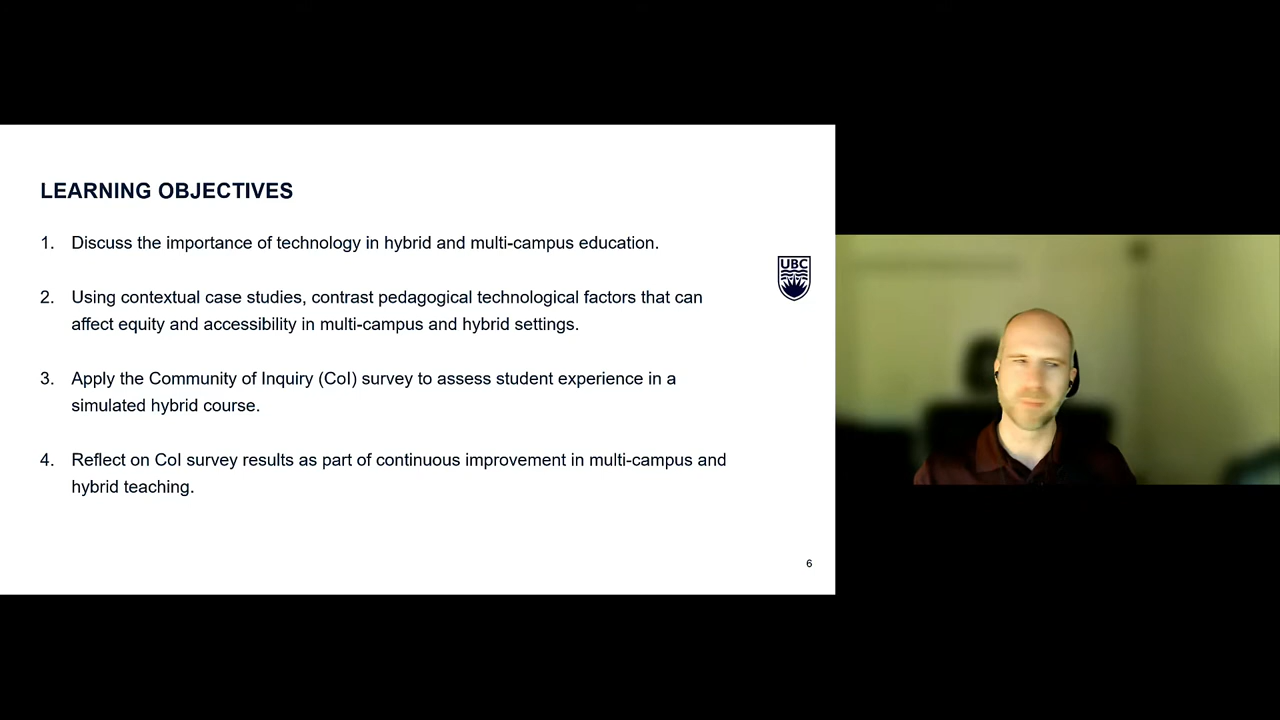 LEARNING OBJECTIVES
1. Discuss the importance of technology in hybrid and multi-campus education.
UBC
2. Using contextual case studies, contrast pedagogical technological factors that can
affect equity and accessibility in multi-campus and hybrid settings.
3. Apply the Community of Inquiry (CoI) survey to assess student experience in a
simulated hybrid course.
4. Reflect on CoI survey results as part of continuous improvement in multi-campus and
hybrid teaching.
6